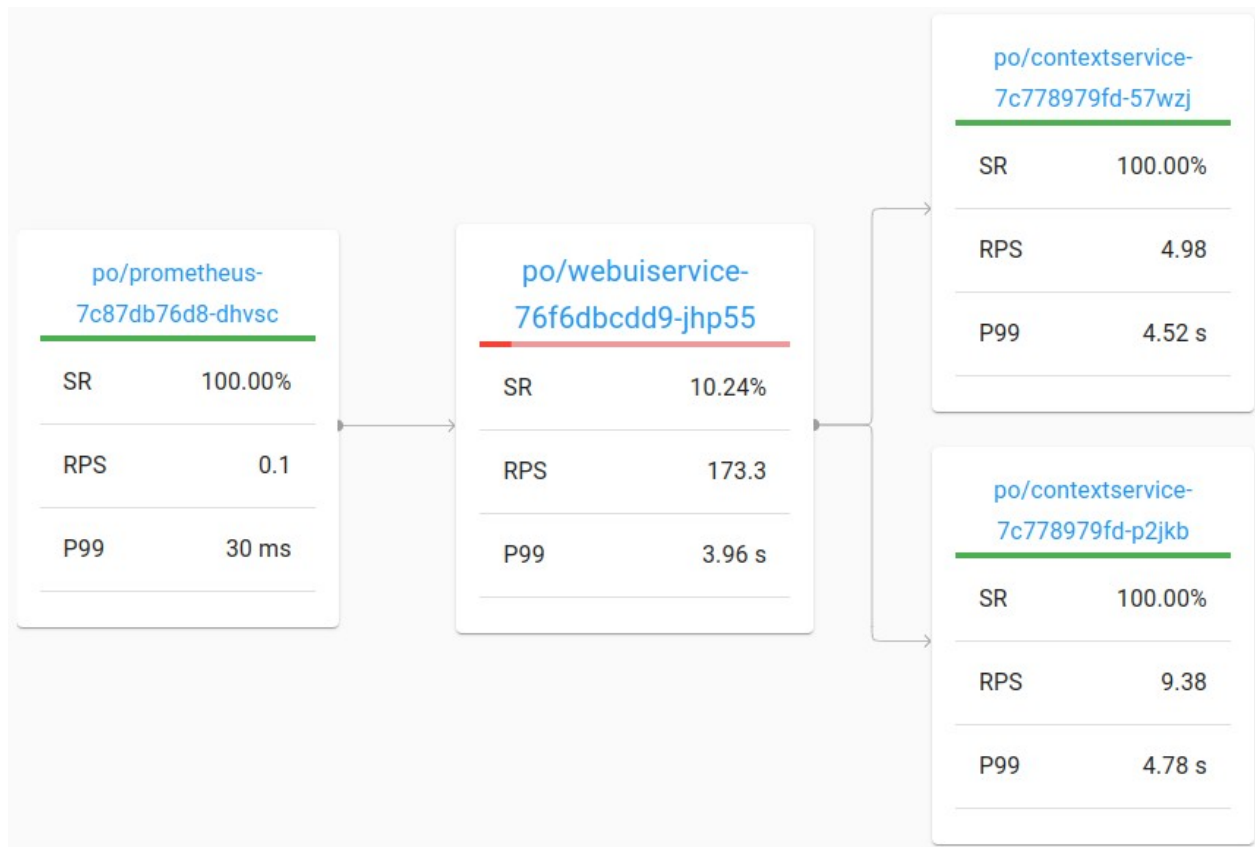 po/prometheus-
7c87db76d8-dhvsc
SR 100.00%
RPS 0.1
P99 30 ms
po/webuiservice-
76f6dbcdd9-jhp55
SR 10.24%
RPS 173.3
P99 3.96 s
po/contextservice-
7c778979fd-57wzj
SR 100.00%
RPS 4.98
P99 4.52 s
po/contextservice-
7c778979fd-p2jkb
SR 100.00%
RPS 9.38
P99 4.78 s